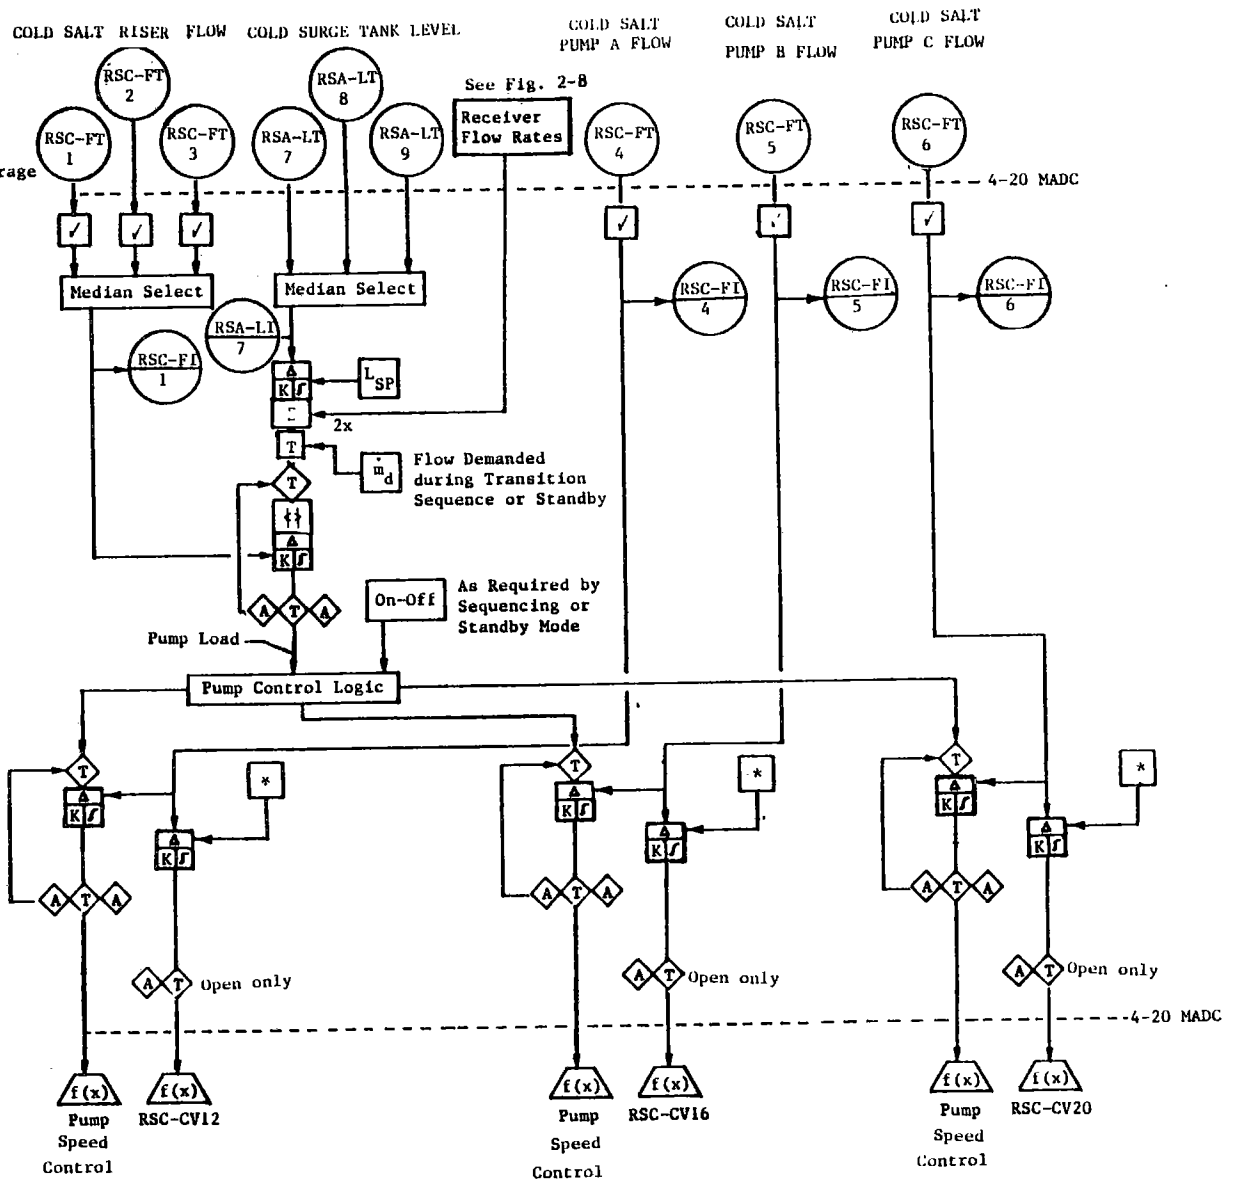 COLD SALT RISER FLOW
COLD SURGE TANK LEVEL
COLD SALT
PUMP A FLOW
COLD SALT
PUMP B FLOW
COLD SALT
PUMP C FLOW
See Fig. 2-8
RSC-FT
1
RSC-FT
2
RSC-FT
3
RSA-LT
7
RSA-LT
8
RSA-LT
9
Receiver
Flow Rates
RSC-FT
4
RSC-FT
5
RSC-FT
6
rage
4-20 MADC
✓
✓
✓
✓
✓
✓
Median Select
Median Select
RSC-FI
4
RSC-FI
5
RSC-FI
6
RSA-LI
7
RSC-FI
1
Δ
K ∫
L SP
Σ
2x
T
ṁ d
Flow Demanded
during Transition
Sequence or Standby
T
Δ
K ∫
A T A
On-Off
As Required by
Sequencing or
Standby Mode
Pump Load
Pump Control Logic
T
Δ
K ∫
*
Δ
K ∫
T
Δ
K ∫
*
Δ
K ∫
T
Δ
K ∫
*
Δ
K ∫
A T A
A T A
A T A
A T Open only
A T Open only
A T Open only
4-20 MADC
f(x)
f(x)
f(x)
f(x)
f(x)
f(x)
Pump
Speed
Control
RSC-CV12
Pump
Speed
Control
RSC-CV16
Pump
Speed
Control
RSC-CV20